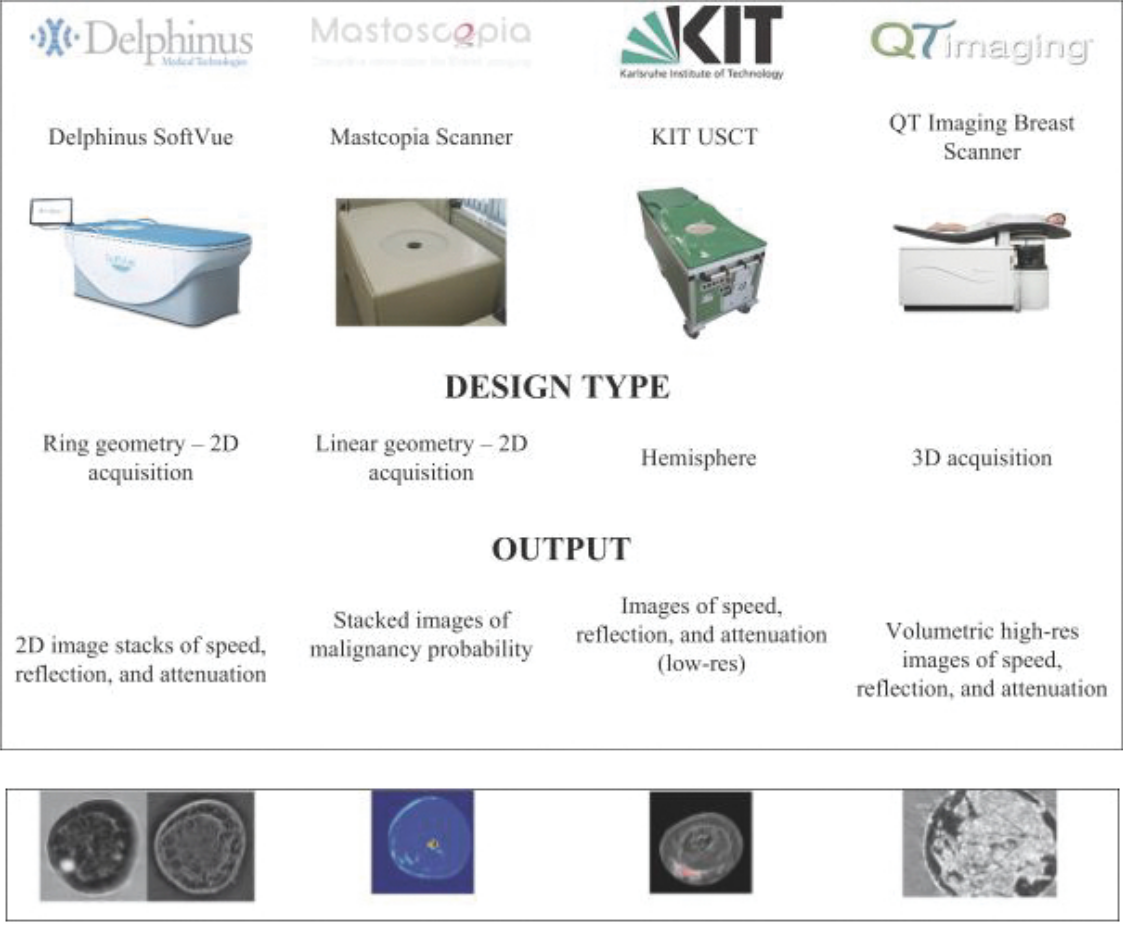 Delphinus
Medical Technologies
Mastoscopia
KIT
Karlsruhe Institute of Technology
QT imaging
Delphinus SoftVue
Mastcopia Scanner
KIT USCT
QT Imaging Breast
Scanner
SoftVue
DESIGN TYPE
Ring geometry – 2D
acquisition
Linear geometry – 2D
acquisition
Hemisphere
3D acquisition
OUTPUT
2D image stacks of speed,
reflection, and attenuation
Stacked images of
malignancy probability
Images of speed,
reflection, and attenuation
(low-res)
Volumetric high-res
images of speed,
reflection, and attenuation